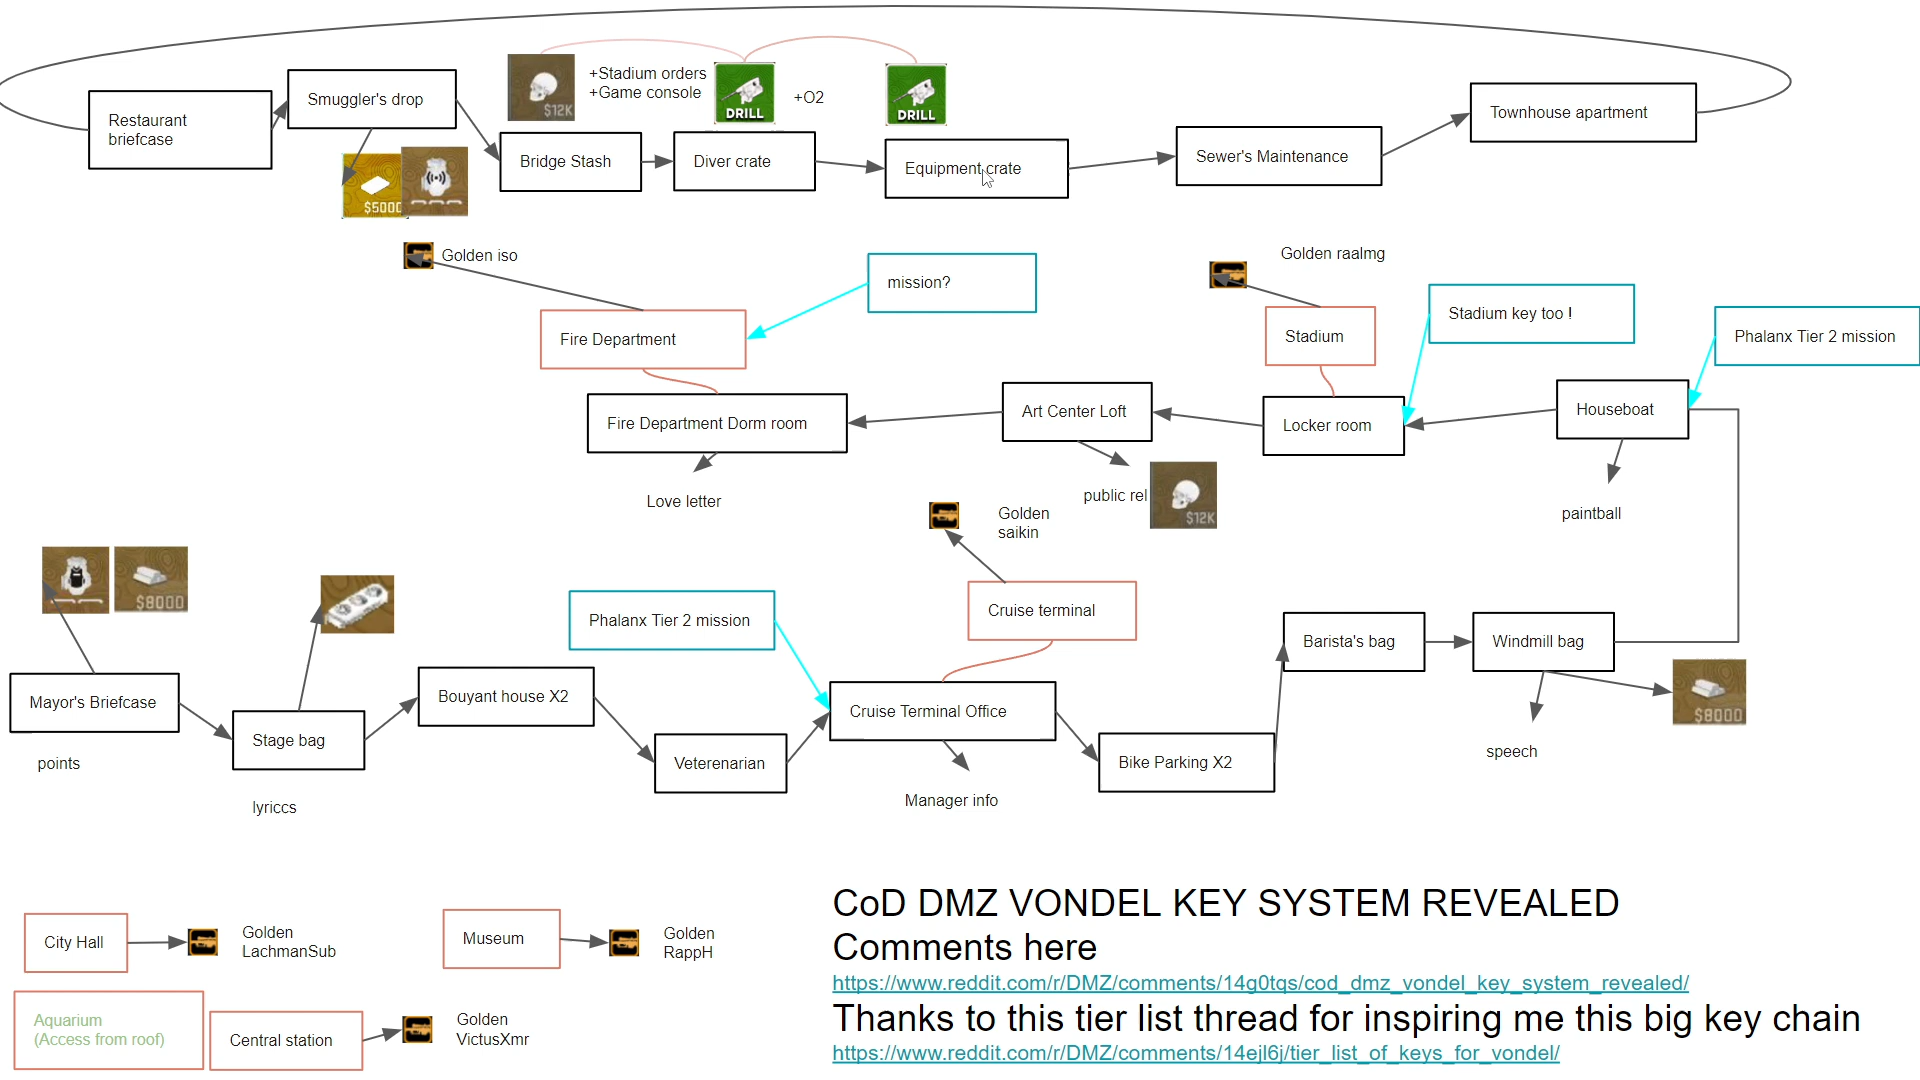 Restaurant
briefcase
Smuggler's drop
$5000
$12K
+Stadium orders
+Game console
DRILL
+O2
DRILL
Bridge Stash
Diver crate
Equipment crate
Sewer's Maintenance
Townhouse apartment
Golden iso
mission?
Fire Department
Fire Department Dorm room
Love letter
Golden raalmg
Stadium
Stadium key too !
Phalanx Tier 2 mission
Art Center Loft
Locker room
Houseboat
public rel
$12K
paintball
Golden
saikin
$8000
Phalanx Tier 2 mission
Cruise terminal
Barista's bag
Windmill bag
$8000
Mayor's Briefcase
points
Stage bag
lyriccs
Bouyant house X2
Veterenarian
Cruise Terminal Office
Manager info
Bike Parking X2
speech
City Hall
Golden
LachmanSub
Museum
Golden
RappH
Aquarium
(Access from roof)
Central station
Golden
VictusXmr
CoD DMZ VONDEL KEY SYSTEM REVEALED
Comments here
https://www.reddit.com/r/DMZ/comments/14g0tqs/cod_dmz_vondel_key_system_revealed/
Thanks to this tier list thread for inspiring me this big key chain
https://www.reddit.com/r/DMZ/comments/14ejl6j/tier_list_of_keys_for_vondel/